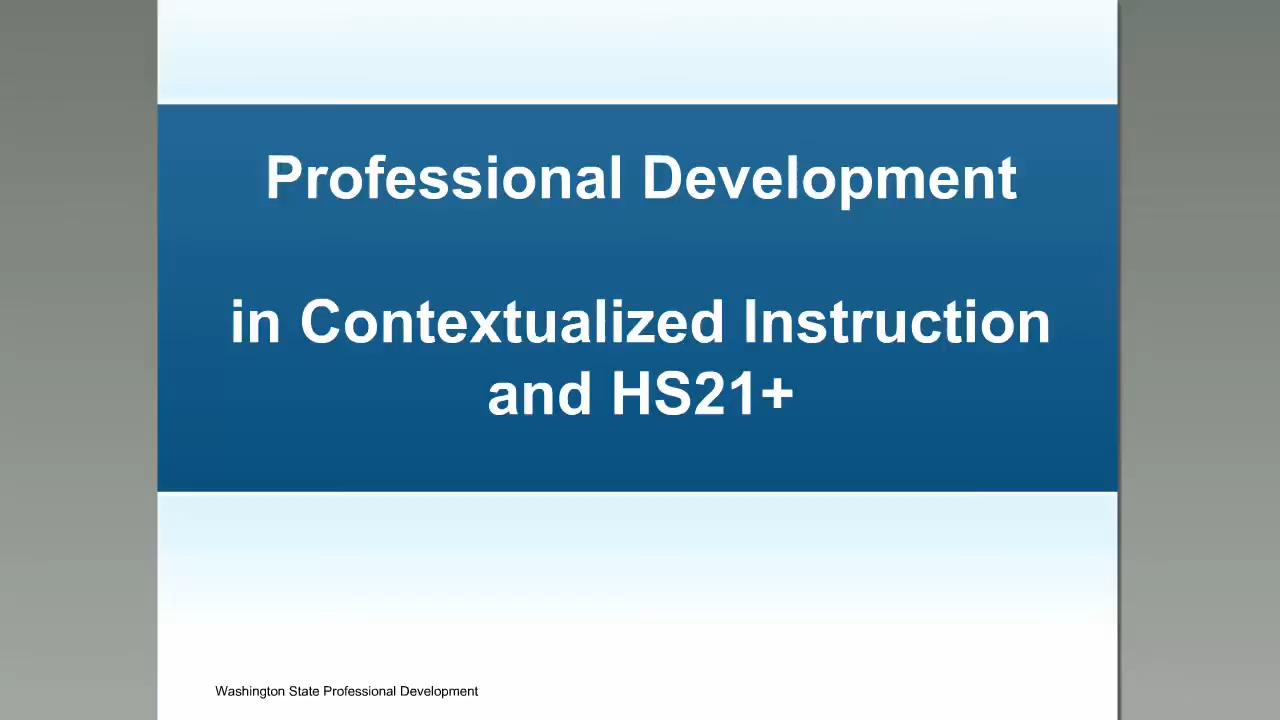 Professional Development
in Contextualized Instruction
and HS21+
Washington State Professional Development